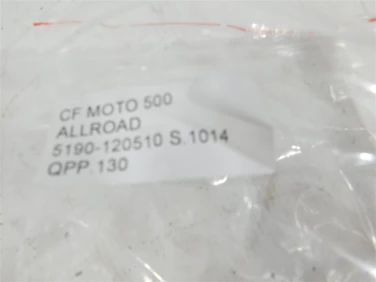 CF MOTO 500
ALLROAD
5190-120510 S.1014
QPP.130